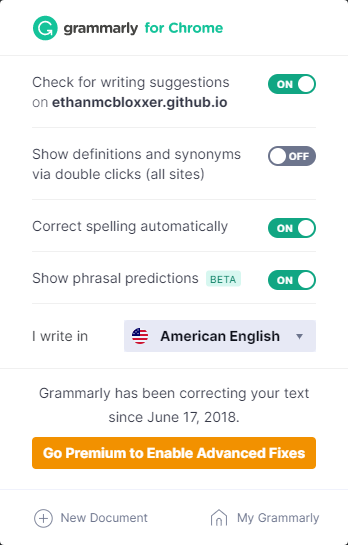 grammarly for Chrome
Check for writing suggestions
on ethanmcbloxxer.github.io
ON
Show definitions and synonyms
via double clicks (all sites)
OFF
Correct spelling automatically
ON
Show phrasal predictions BETA
ON
I write in
American English
Grammarly has been correcting your text
since June 17, 2018.
Go Premium to Enable Advanced Fixes
New Document
My Grammarly